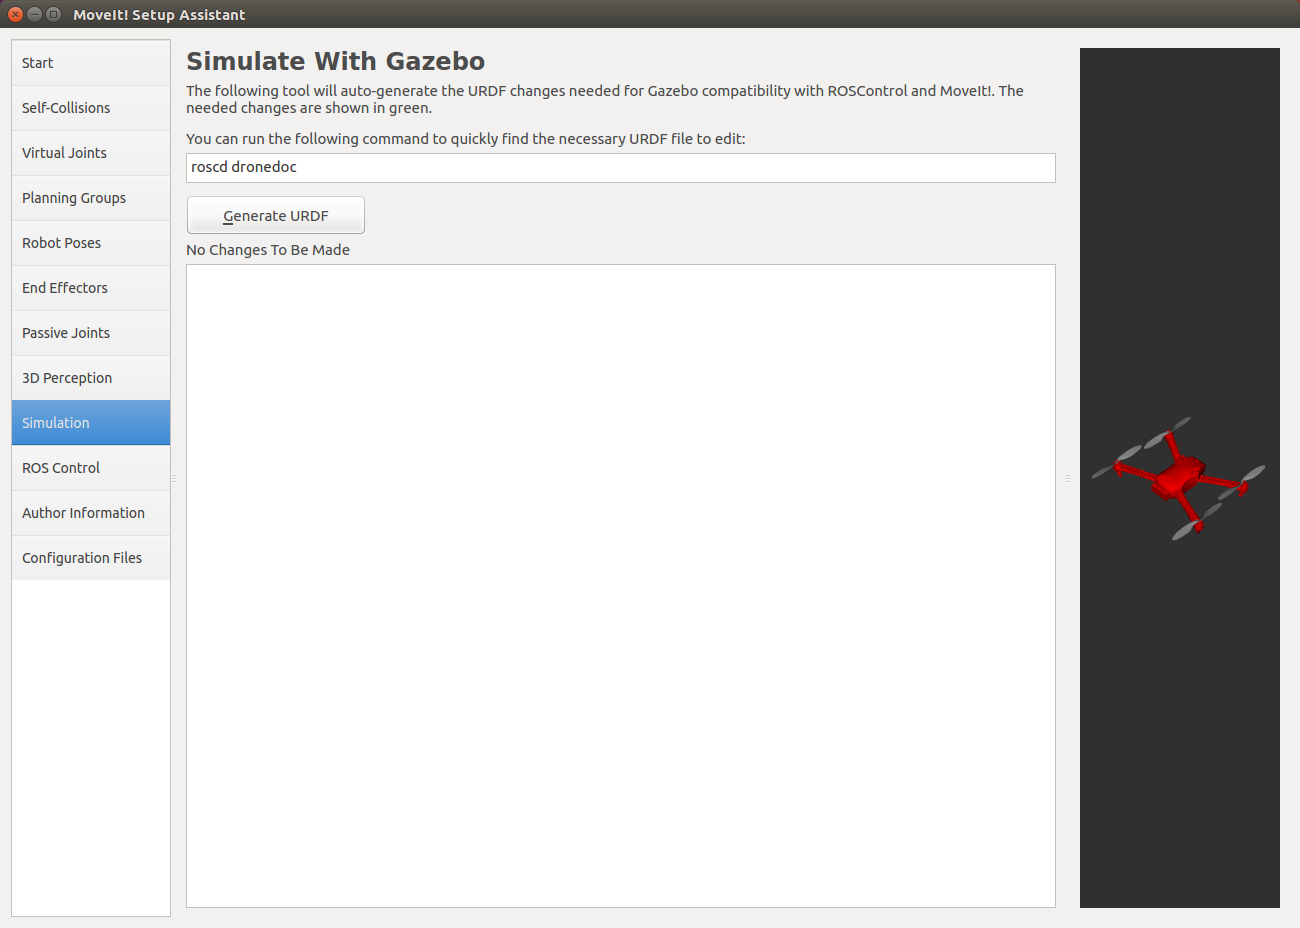 MoveIt! Setup Assistant
Start
Self-Collisions
Virtual Joints
Planning Groups
Robot Poses
End Effectors
Passive Joints
3D Perception
Simulation
ROS Control
Author Information
Configuration Files
Simulate With Gazebo
The following tool will auto-generate the URDF changes needed for Gazebo compatibility with ROSControl and MoveIt!. The
needed changes are shown in green.
You can run the following command to quickly find the necessary URDF file to edit:
roscd dronedoc
Generate URDF
No Changes To Be Made